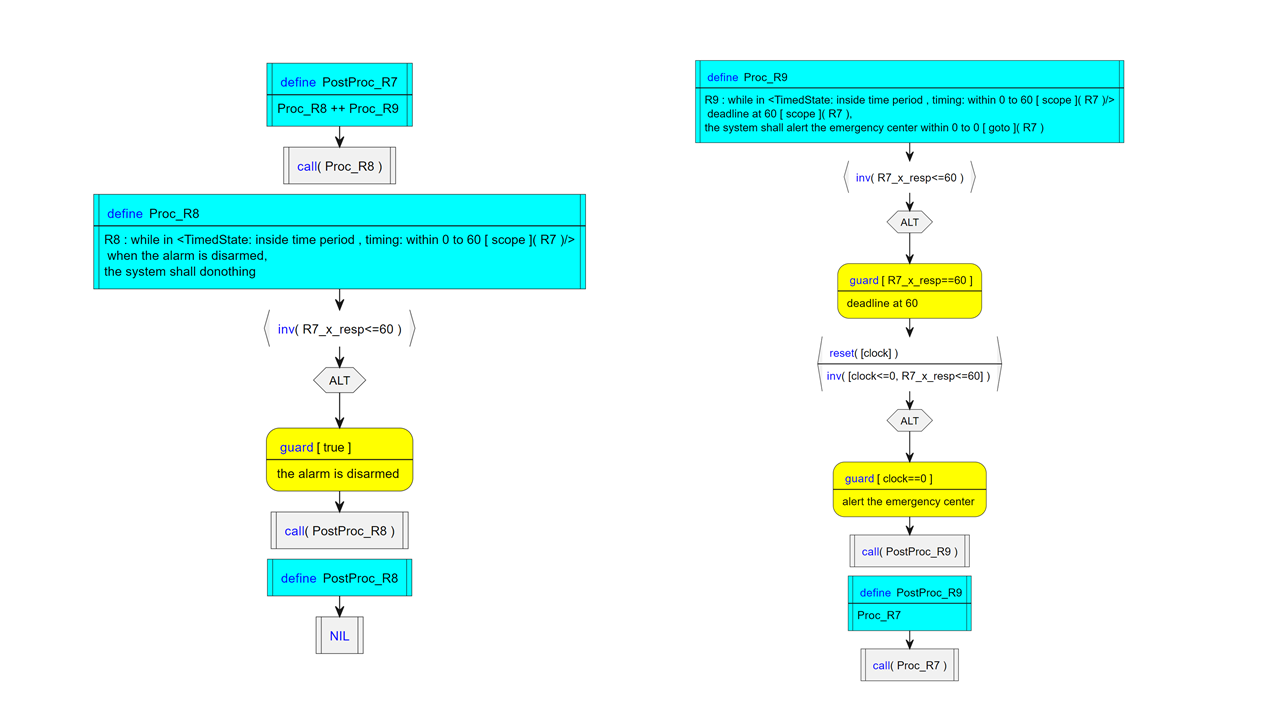 define PostProc_R7
Proc_R8 ++ Proc_R9
call( Proc_R8 )
define Proc_R8
R8 : while in <TimedState: inside time period , timing: within 0 to 60 [ scope ]( R7 )/>
when the alarm is disarmed,
the system shall donothing
inv( R7_x_resp<=60 )
ALT
guard [ true ]
the alarm is disarmed
call( PostProc_R8 )
define PostProc_R8
NIL
define Proc_R9
R9 : while in <TimedState: inside time period , timing: within 0 to 60 [ scope ]( R7 )/>
deadline at 60 [ scope ]( R7 ),
the system shall alert the emergency center within 0 to 0 [ goto ]( R7 )
inv( R7_x_resp<=60 )
ALT
guard [ R7_x_resp==60 ]
deadline at 60
reset( [clock] )
inv( [clock<=0, R7_x_resp<=60] )
ALT
guard [ clock==0 ]
alert the emergency center
call( PostProc_R9 )
define PostProc_R9
Proc_R7
call( Proc_R7 )